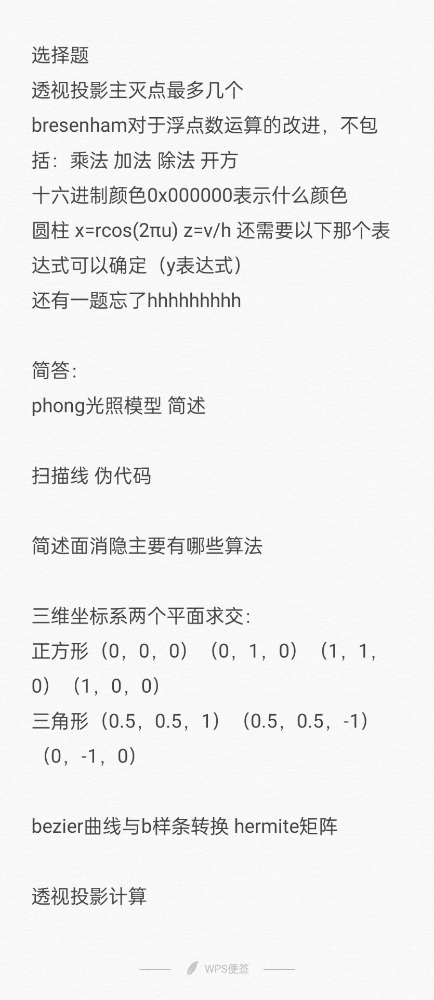 选择题
透视投影主灭点最多几个
bresenham对于浮点数运算的改进，不包
括：乘法 加法 除法 开方
十六进制颜色0x000000表示什么颜色
圆柱 x=rcos(2πu) z=v/h 还需要以下那个表
达式可以确定（y表达式）
还有一题忘了hhhhhhhhh
简答：
phong光照模型 简述
扫描线 伪代码
简述面消隐主要有哪些算法
三维坐标系两个平面求交：
正方形（0，0，0）（0，1，0）（1，1，
0）（1，0，0）
三角形（0.5，0.5，1）（0.5，0.5，-1）
（0，-1，0）
bezier曲线与b样条转换 hermite矩阵
透视投影计算
WPS便签